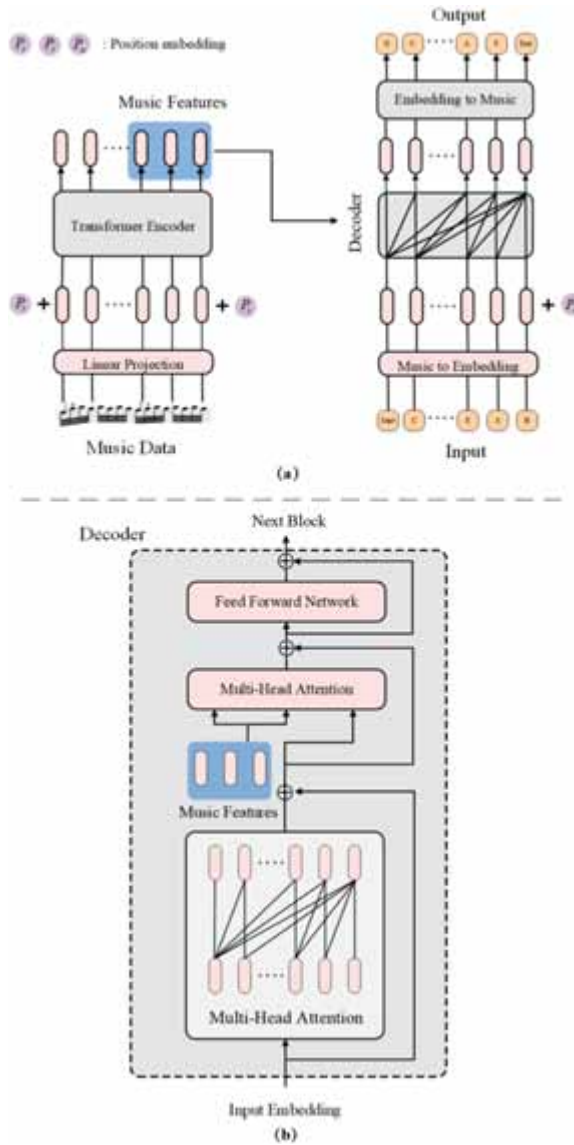 Output
: Position embedding
Music Features
Embedding to Music
Transformer Encoder
Decoder
+ +
+
Linear Projection
Music to Embedding
Music Data
Input
(a)
Next Block
Decoder
Feed Forward Network
Multi-Head Attention
Music Features
Multi-Head Attention
Input Embedding
(b)